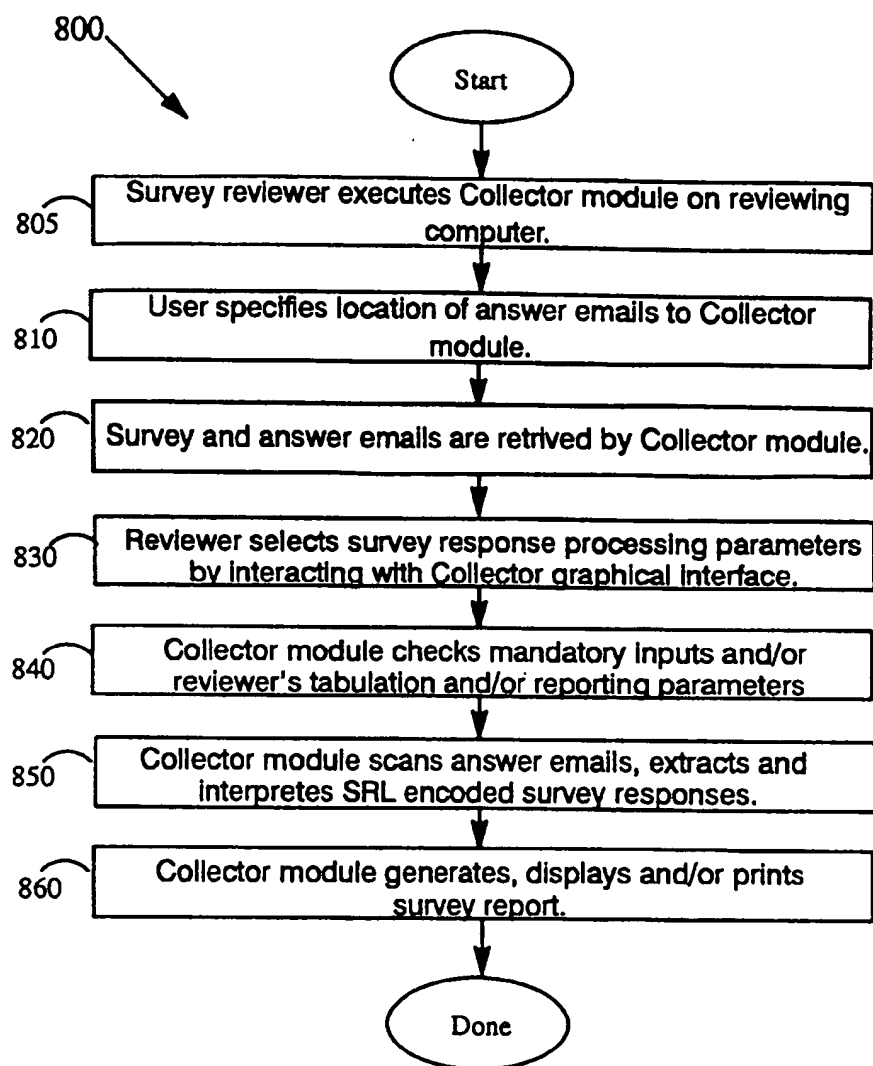 800
Start
805
Survey reviewer executes Collector module on reviewing
computer.
810
User specifies location of answer emails to Collector
module.
820
Survey and answer emails are retrived by Collector module.
830
Reviewer selects survey response processing parameters
by interacting with Collector graphical interface.
840
Collector module checks mandatory inputs and/or
reviewer's tabulation and/or reporting parameters
850
Collector module scans answer emails, extracts and
interpretes SRL encoded survey responses.
860
Collector module generates, displays and/or prints
survey report.
Done